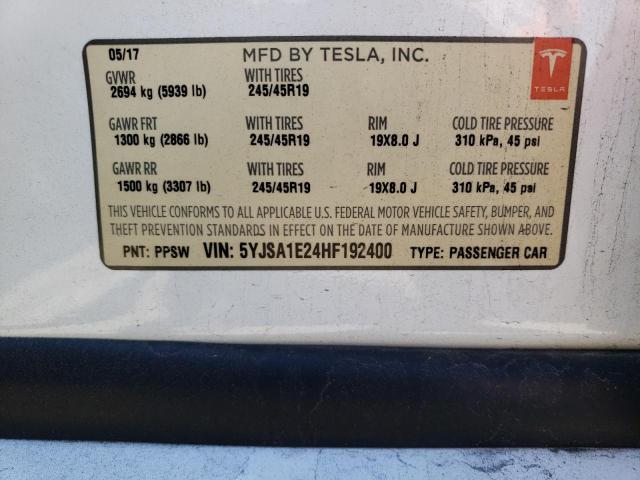 05/17 MFD BY TESLA, INC.
GVWR WITH TIRES
2694 kg (5939 lb) 245/45R19
TESLA
GAWR FRT WITH TIRES RIM COLD TIRE PRESSURE
1300 kg (2866 lb) 245/45R19 19X8.0 J 310 kPa, 45 psi
GAWR RR WITH TIRES RIM COLD TIRE PRESSURE
1500 kg (3307 lb) 245/45R19 19X8.0 J 310 kPa, 45 psi
THIS VEHICLE CONFORMS TO ALL APPLICABLE U.S. FEDERAL MOTOR VEHICLE SAFETY, BUMPER, AND
THEFT PREVENTION STANDARDS IN EFFECT ON THE DATE OF MANUFACTURE SHOWN ABOVE.
PNT: PPSW VIN: 5YJSA1E24HF192400 TYPE: PASSENGER CAR